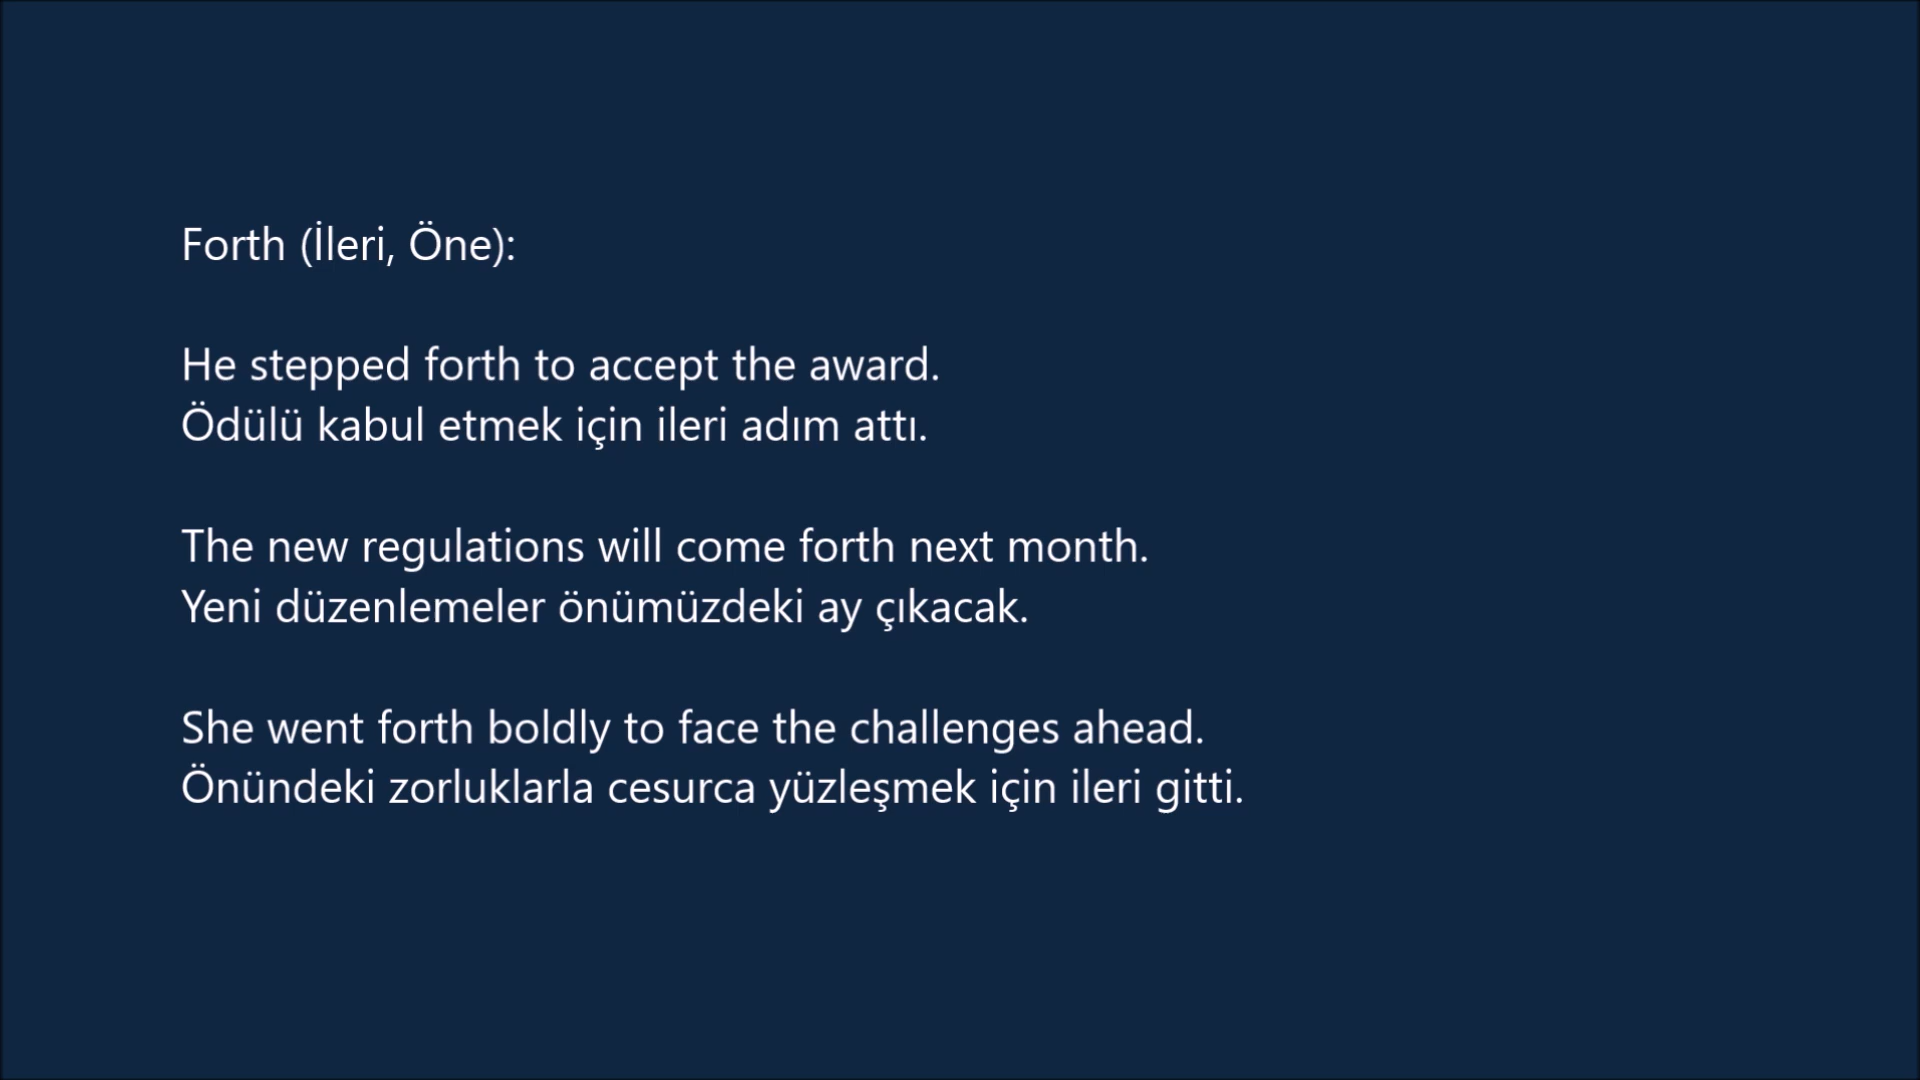 Forth (İleri, Öne):
He stepped forth to accept the award.
Ödülü kabul etmek için ileri adım attı.
The new regulations will come forth next month.
Yeni düzenlemeler önümüzdeki ay çıkacak.
She went forth boldly to face the challenges ahead.
Önündeki zorluklarla cesurca yüzleşmek için ileri gitti.